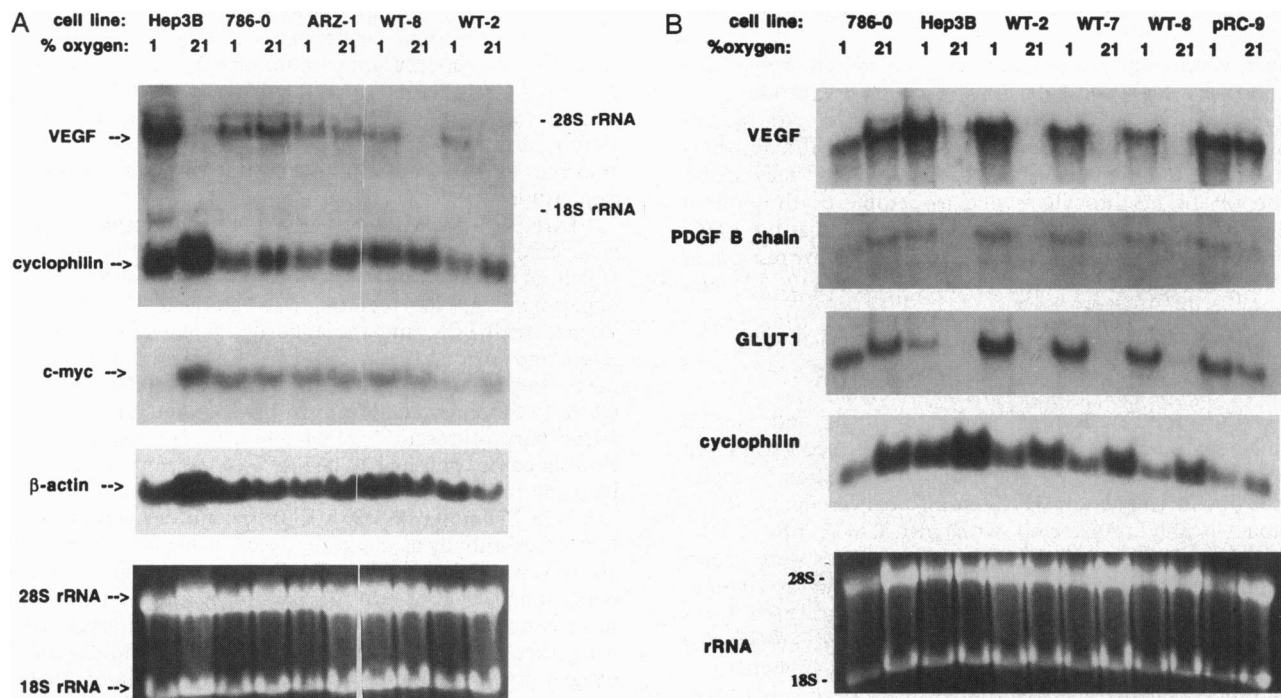 A
cell line: Hep3B 786-0 ARZ-1 WT-8 WT-2
% oxygen: 1 21 1 21 1 21 1 21 1 21
VEGF -->
- 28S rRNA
- 18S rRNA
cyclophilin -->
c-myc -->
β-actin -->
28S rRNA -->
18S rRNA -->
B
cell line: 786-0 Hep3B WT-2 WT-7 WT-8 pRC-9
%oxygen: 1 21 1 21 1 21 1 21 1 21 1 21
VEGF
PDGF B chain
GLUT1
cyclophilin
28S -
rRNA
18S -